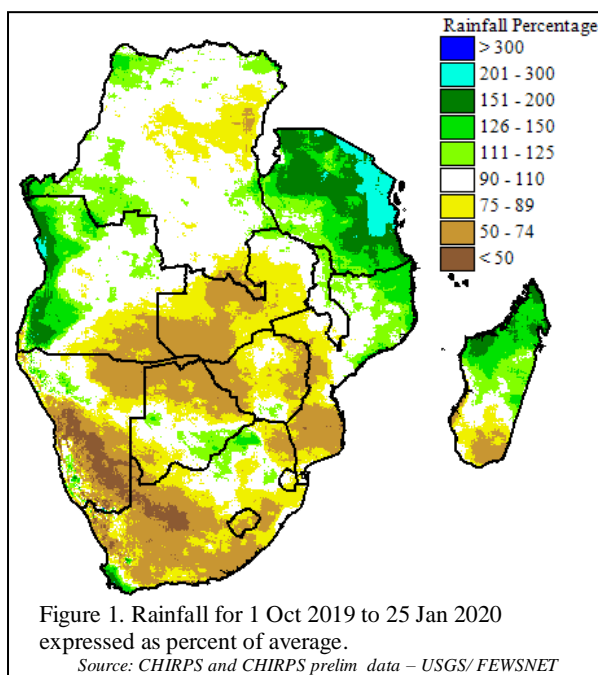 Rainfall Percentage
> 300
201 - 300
151 - 200
126 - 150
111 - 125
90 - 110
75 - 89
50 - 74
< 50
Figure 1. Rainfall for 1 Oct 2019 to 25 Jan 2020
expressed as percent of average.
Source: CHIRPS and CHIRPS prelim data – USGS/ FEWSNET